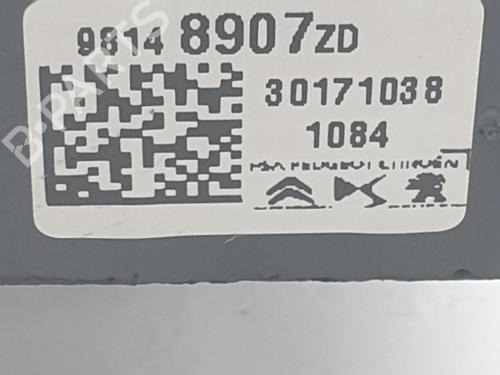 9814 8907ZD
30171038
1084
PSA PEUGEOT CITROËN
B-PARTS